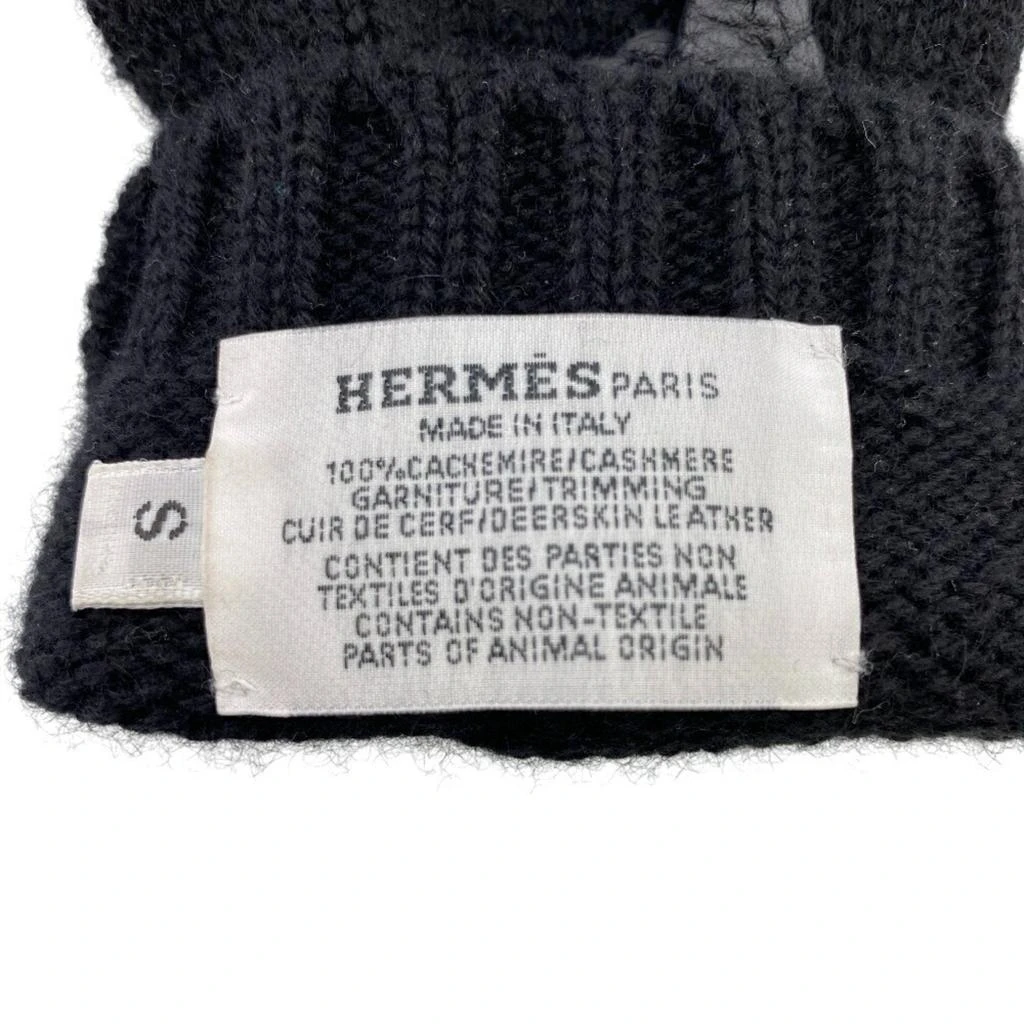 HERMĒS PARIS
MADE IN ITALY
100%CACHEMIRE/CASHMERE
GARNITURE/TRIMMING
CUIR DE CERF/DEERSKIN LEATHER
CONTIENT DES PARTIES NON
TEXTILES D'ORIGINE ANIMALE
CONTAINS NON-TEXTILE
PARTS OF ANIMAL ORIGIN
S